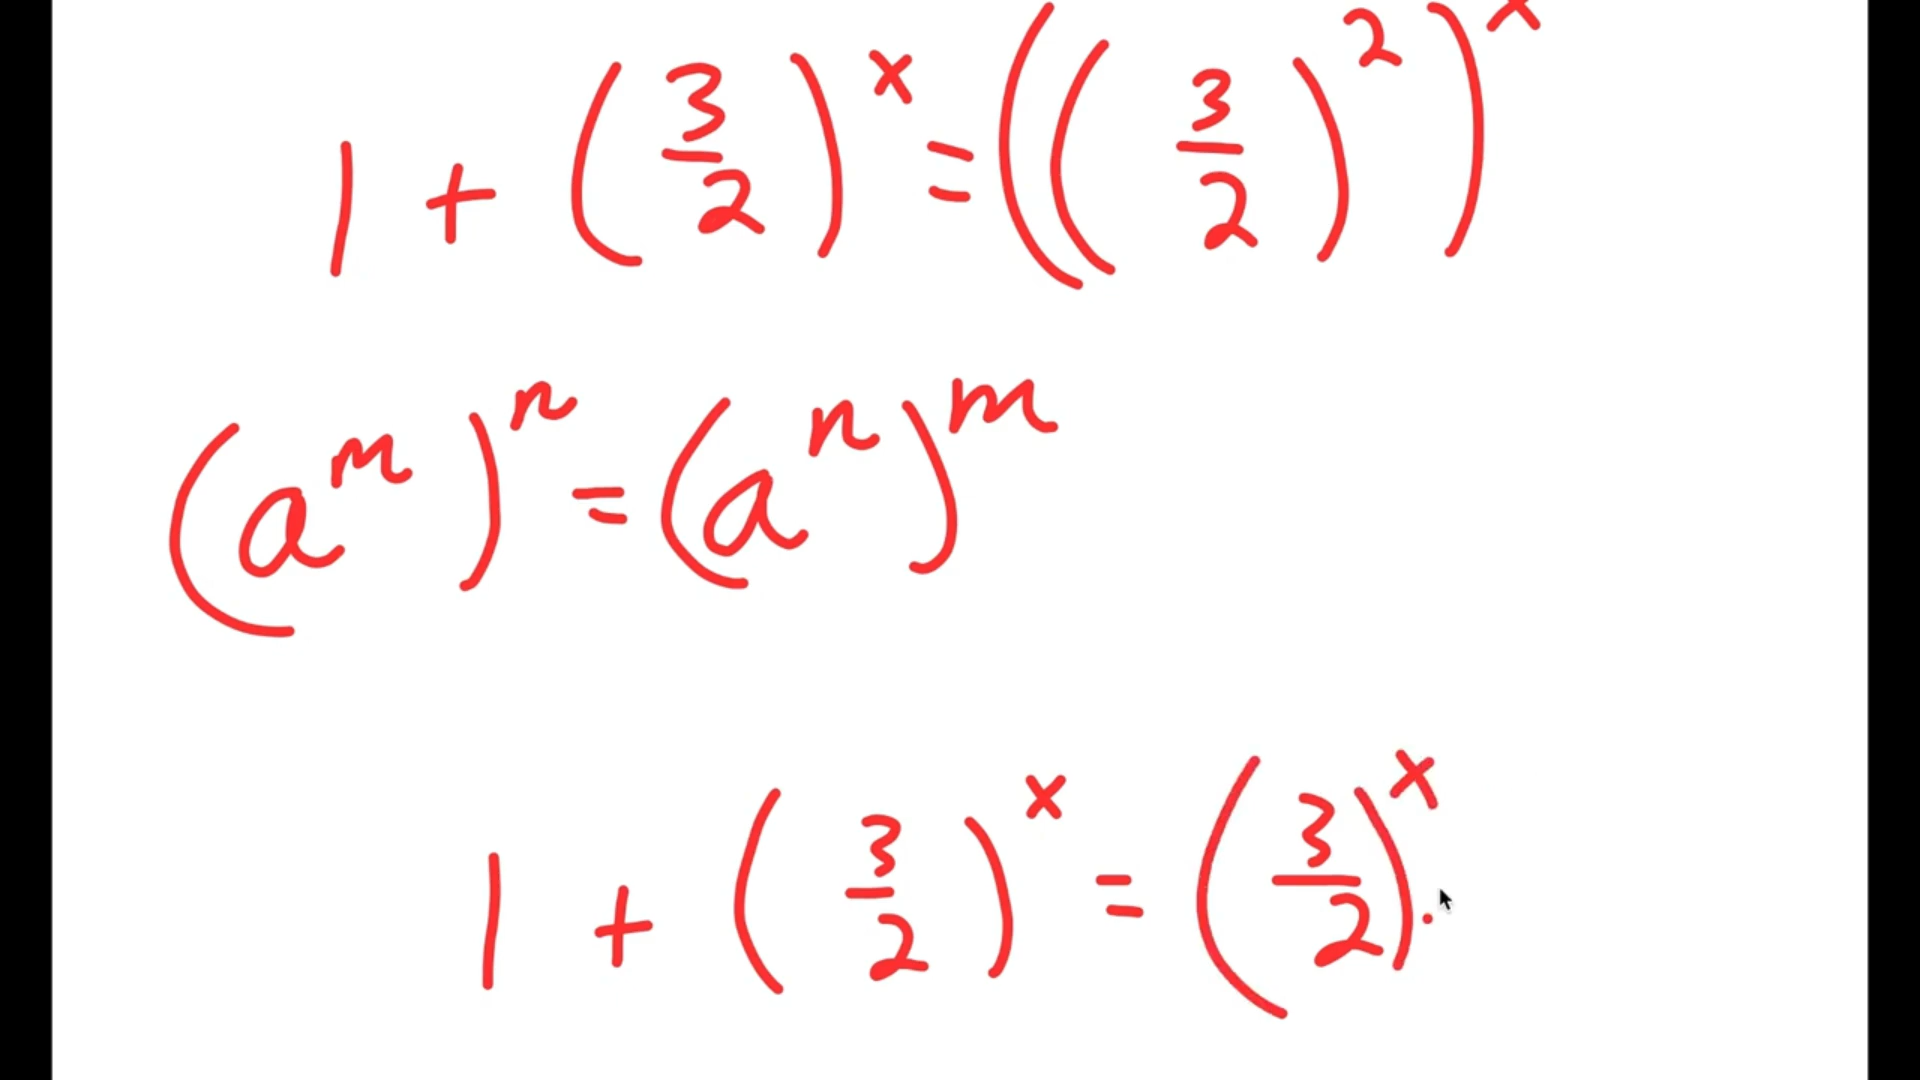 1 + (3/2)^x = ((3/2)^2)^x
(a^m)^n = (a^n)^m
1 + (3/2)^x = (3/2)^x .